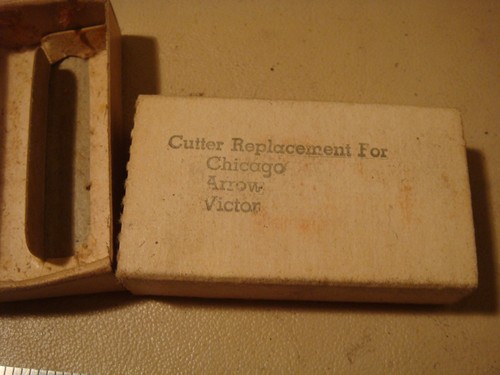 Cutter Replacement For
Chicago
Arrow
Victor